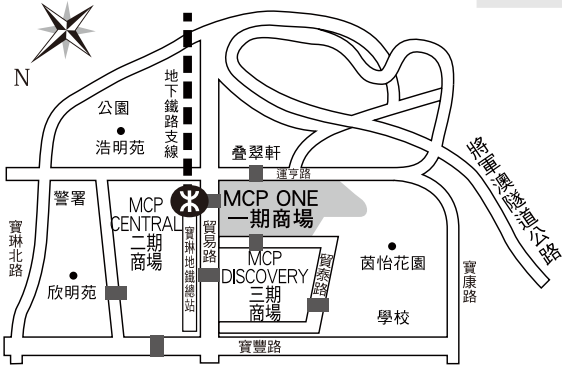 N
公園
浩明苑
地下鐵路支線
叠翠軒
運亨路
將軍澳隧道公路
警署
MCP
CENTRAL
二期
商場
MCP ONE
一期商場
寶琳北路
欣明苑
寶琳地鐵總站
貿易路
MCP
DISCOVERY
三期
商場
貿泰路
茵怡花園
寶康路
學校
寶豐路